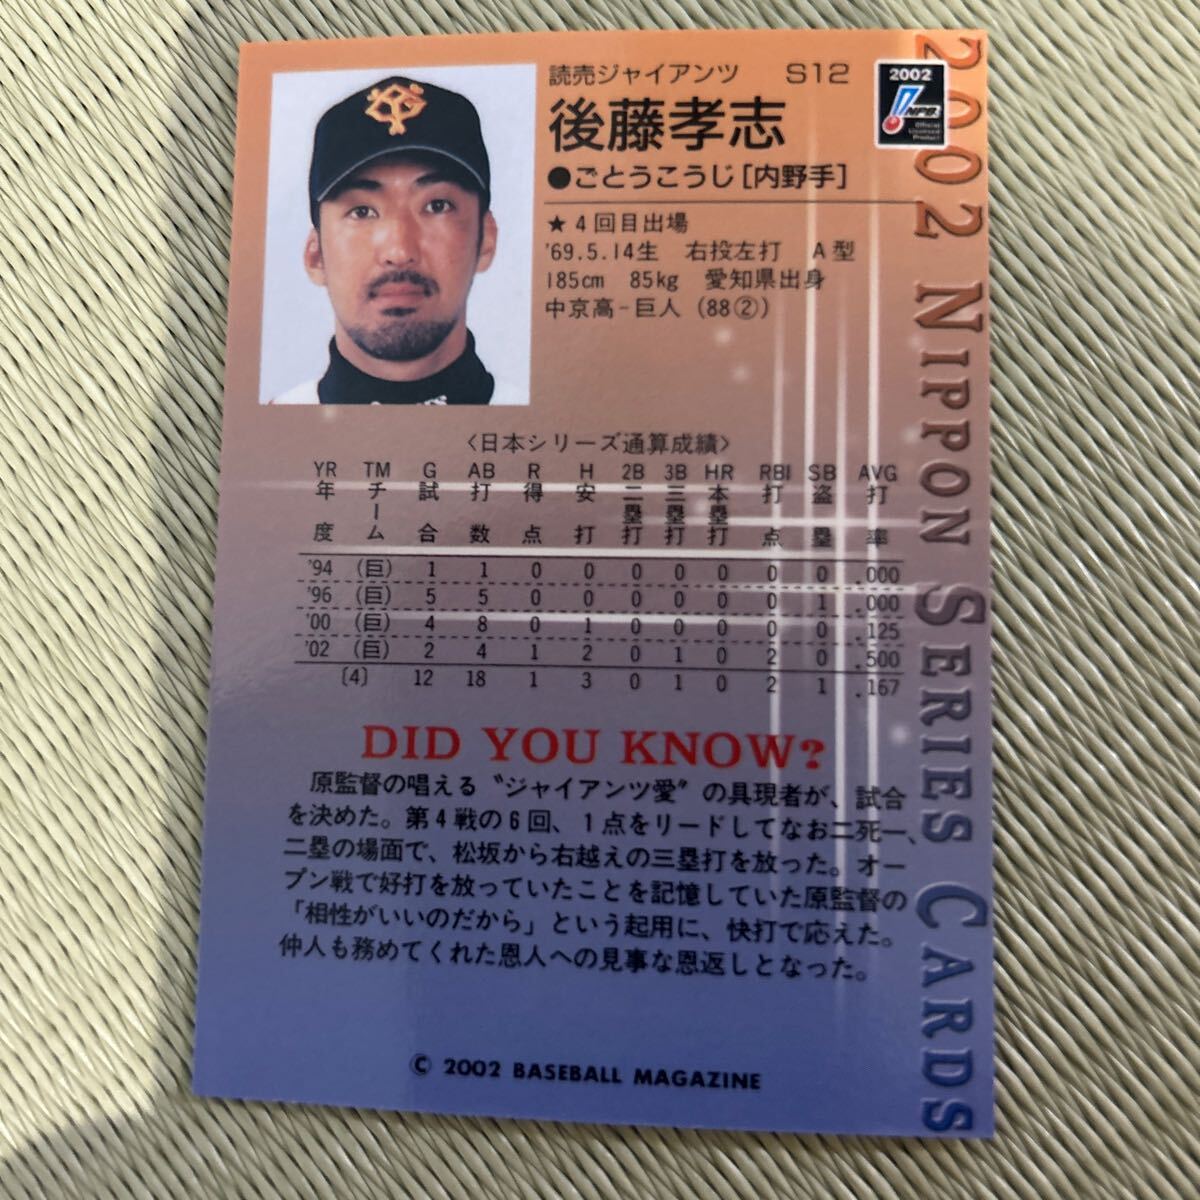 読売ジャイアンツ S12
後藤孝志
●ごとうこうじ[内野手]
★4回目出場
'69.5.14生 右投左打 A型
185cm 85kg 愛知県出身
中京高－巨人(88②)
2002
NPB
Official
Licensed
Product
2002 NIPPON SERIES CARDS
〈日本シリーズ通算成績〉
YR TM G AB R H 2B 3B HR RBI SB AVG
年度 チーム 試合 打数 得点 安打 二塁打 三塁打 本塁打 打点 盗塁 打率
'94 (巨) 1 1 0 0 0 0 0 0 0 .000
'96 (巨) 5 5 0 0 0 0 0 0 1 .000
'00 (巨) 4 8 0 1 0 0 0 0 0 .125
'02 (巨) 2 4 1 2 0 1 0 2 0 .500
〔4〕 12 18 1 3 0 1 0 2 1 .167
DID YOU KNOW?
原監督の唱える〝ジャイアンツ愛〟の具現者が、試合
を決めた。第4戦の6回、1点をリードしてなお二死一、
二塁の場面で、松坂から右越えの三塁打を放った。オー
プン戦で好打を放っていたことを記憶していた原監督の
「相性がいいのだから」という起用に、快打で応えた。
仲人も務めてくれた恩人への見事な恩返しとなった。
© 2002 BASEBALL MAGAZINE